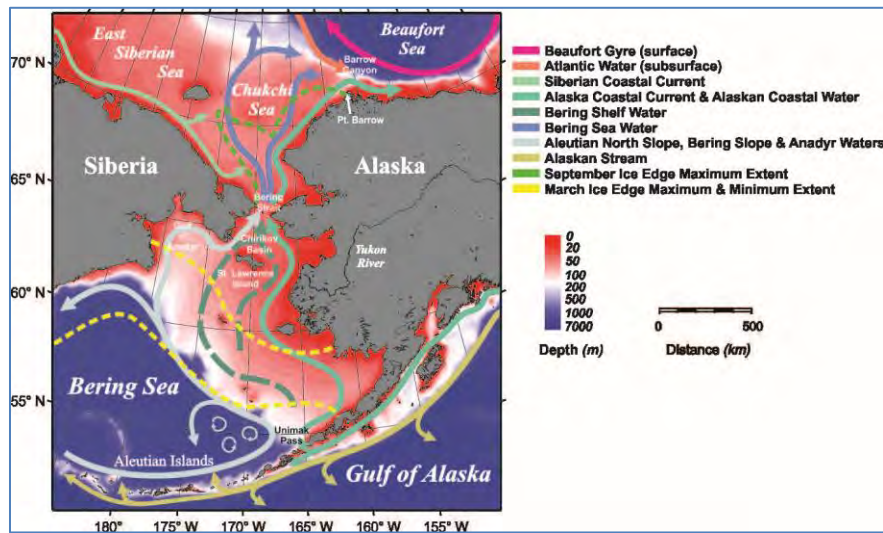 East
Siberian
Sea
Chukchi
Sea
Beaufort
Sea
Barrow
Canyon
Pt. Barrow
Siberia
Alaska
Bering
Strait
Gulf
Anadyr
Chirikov
Basin
St. Lawrence
Island
Yukon
River
Bering Sea
Unimak
Pass
Aleutian Islands
Gulf of Alaska
70° N
65° N
60° N
55° N
180°
175° W
170° W
165° W
160° W
155° W
Beaufort Gyre (surface)
Atlantic Water (subsurface)
Siberian Coastal Current
Alaska Coastal Current & Alaskan Coastal Water
Bering Shelf Water
Bering Sea Water
Aleutian North Slope, Bering Slope & Anadyr Waters
Alaskan Stream
September Ice Edge Maximum Extent
March Ice Edge Maximum & Minimum Extent
0
20
50
100
200
500
1000
7000
Depth (m)
0 500
Distance (km)